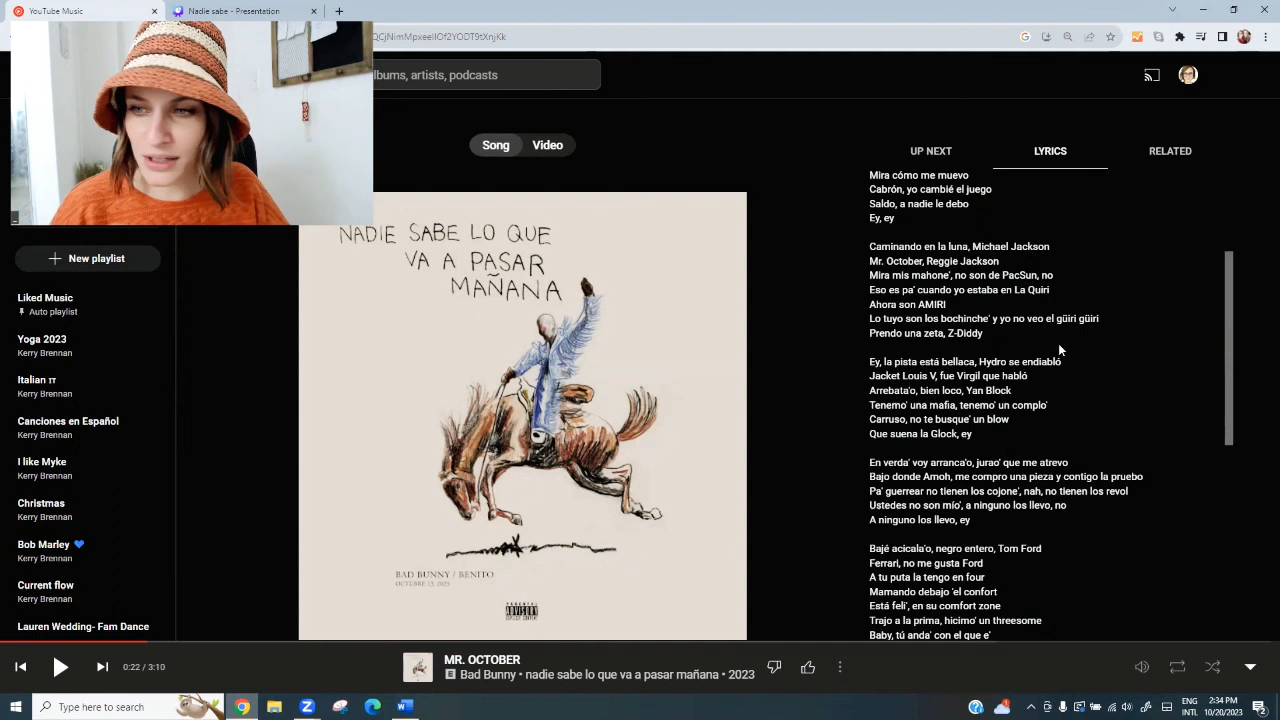 YouTube Music
Nadie sabe - Presentation
QCjNimMpxeelIOf2YODT9tXnjKk
lbums, artists, podcasts
Song
Video
UP NEXT
LYRICS
RELATED
Mira cómo me muevo
Cabrón, yo cambié el juego
Saldo, a nadie le debo
Ey, ey
Caminando en la luna, Michael Jackson
Mr. October, Reggie Jackson
Mira mis mahone', no son de PacSun, no
Eso es pa' cuando yo estaba en La Quiri
Ahora son AMIRI
Lo tuyo son los bochinche' y yo no veo el güiri güiri
Prendo una zeta, Z-Diddy
Ey, la pista está bellaca, Hydro se endiabló
Jacket Louis V, fue Virgil que habló
Arrebata'o, bien loco, Yan Block
Tenemo' una mafia, tenemo' un complo'
Carruso, no te busque' un blow
Que suena la Glock, ey
En verda' voy arranca'o, jurao' que me atrevo
Bajo donde Amoh, me compro una pieza y contigo la pruebo
Pa' guerrear no tienen los cojone', nah, no tienen los revol
Ustedes no son mío', a ninguno los llevo, no
A ninguno los llevo, ey
Bajé acicala'o, negro entero, Tom Ford
Ferrari, no me gusta Ford
A tu puta la tengo en four
Mamando debajo 'el confort
Está feli', en su comfort zone
Trajo a la prima, hicimo' un threesome
Baby, tú anda' con el que e'
New playlist
Liked Music
Auto playlist
Yoga 2023
Kerry Brennan
Italian IT
Kerry Brennan
Canciones en Español
Kerry Brennan
I like Myke
Kerry Brennan
Christmas
Kerry Brennan
Bob Marley
Kerry Brennan
Current flow
Kerry Brennan
Lauren Wedding- Fam Dance
NADIE SABE LO QUE
VA A PASAR
MAÑANA
BAD BUNNY / BENITO
OCTUBRE 13, 2023
PARENTAL
ADVISORY
EXPLICIT CONTENT
0:22 / 3:10
MR. OCTOBER
E Bad Bunny • nadie sabe lo que va a pasar mañana • 2023
Type here to search
ENG
INTL
2:34 PM
10/20/2023